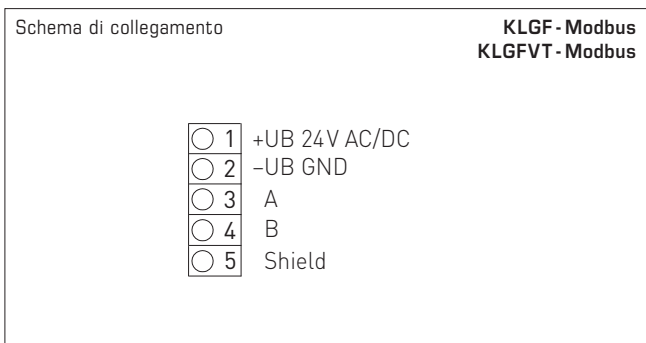 Schema di collegamento
KLGF - Modbus
KLGFVT - Modbus
1 +UB 24V AC/DC
2 –UB GND
3 A
4 B
5 Shield